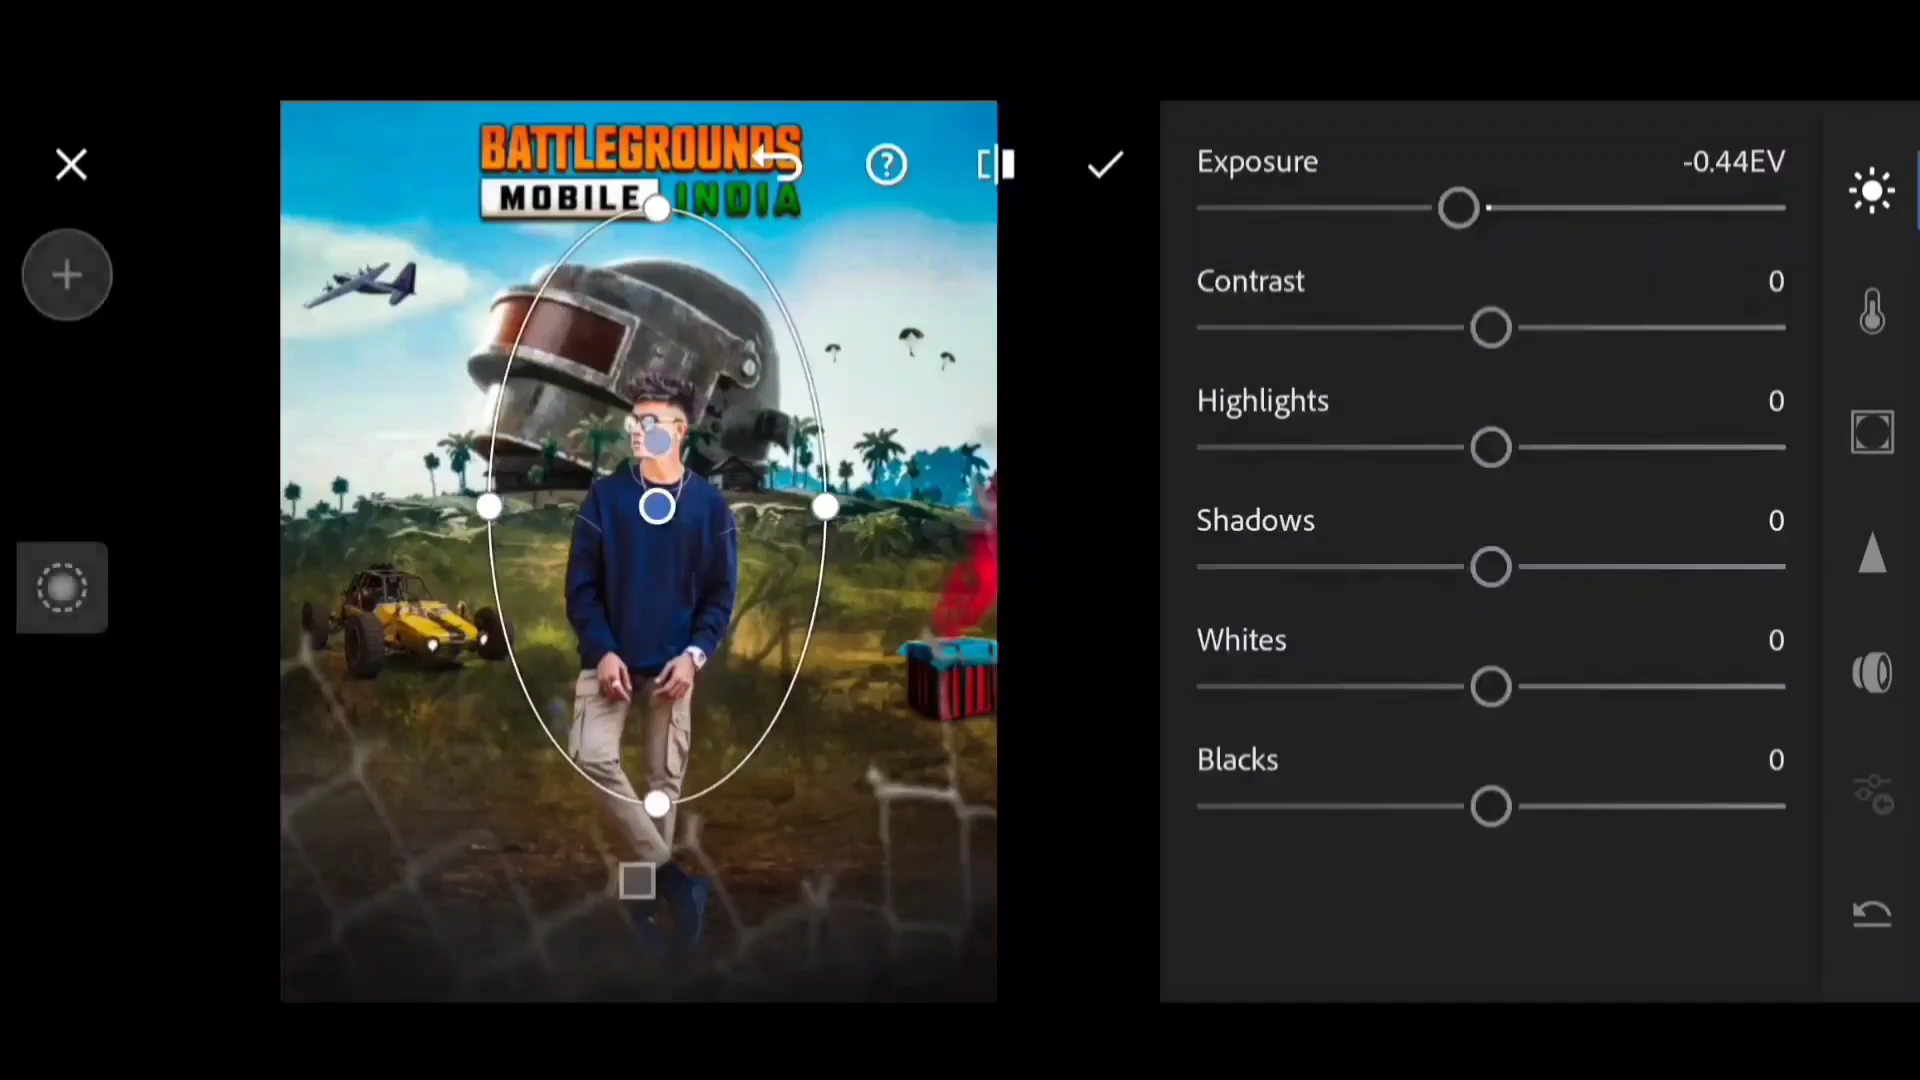 BATTLEGROUNDS
MOBILE INDIA
?
Exposure -0.44EV
Contrast 0
Highlights 0
Shadows 0
Whites 0
Blacks 0